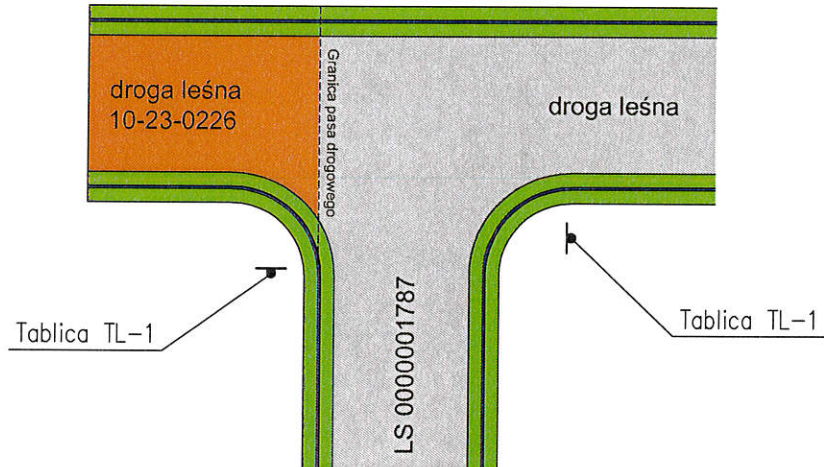 droga leśna
10-23-0226
Granica pasa drogowego
droga leśna
LS 0000001787
Tablica TL-1
Tablica TL-1